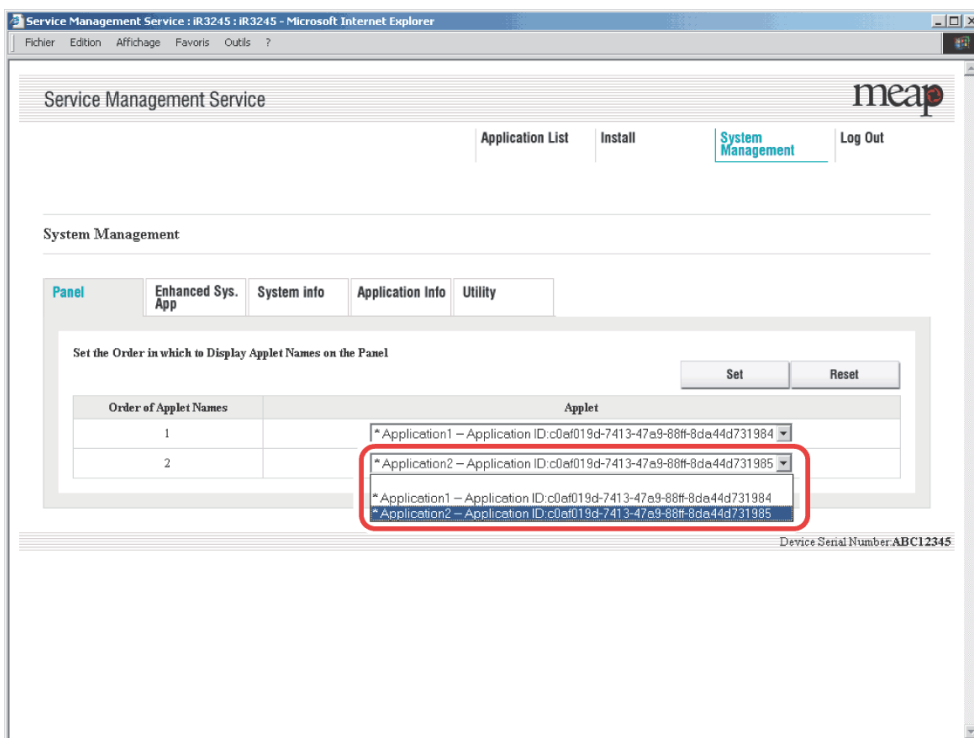 Service Management Service : iR3245 : iR3245 - Microsoft Internet Explorer
Fichier Edition Affichage Favoris Outils ?
Service Management Service
meap
Application List Install System Management Log Out
System Management
Panel Enhanced Sys. App System info Application Info Utility
Set the Order in which to Display Applet Names on the Panel
Set Reset
Order of Applet Names Applet
1 * Application1 – Application ID:c0af019d-7413-47a9-88ff-8da44d731984
2 * Application2 – Application ID:c0af019d-7413-47a9-88ff-8da44d731985
* Application1 – Application ID:c0af019d-7413-47a9-88ff-8da44d731984
* Application2 – Application ID:c0af019d-7413-47a9-88ff-8da44d731985
Device Serial Number:ABC12345